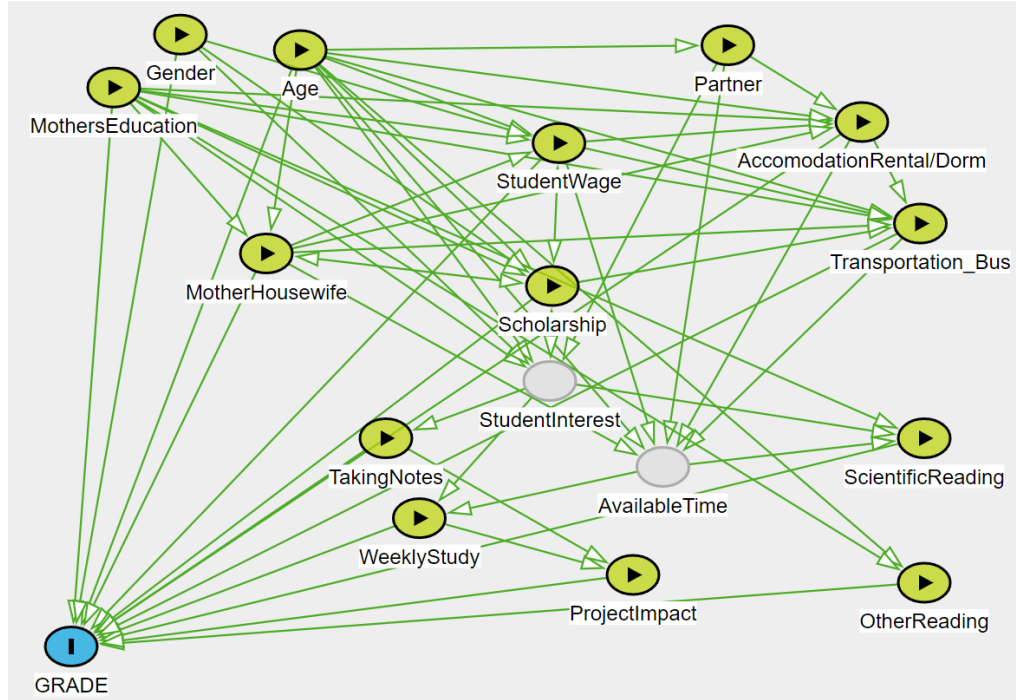 Gender
Age
Partner
MothersEducation
AccomodationRental/Dorm
StudentWage
Transportation_Bus
MotherHousewife
Scholarship
StudentInterest
TakingNotes
ScientificReading
AvailableTime
WeeklyStudy
ProjectImpact
OtherReading
GRADE